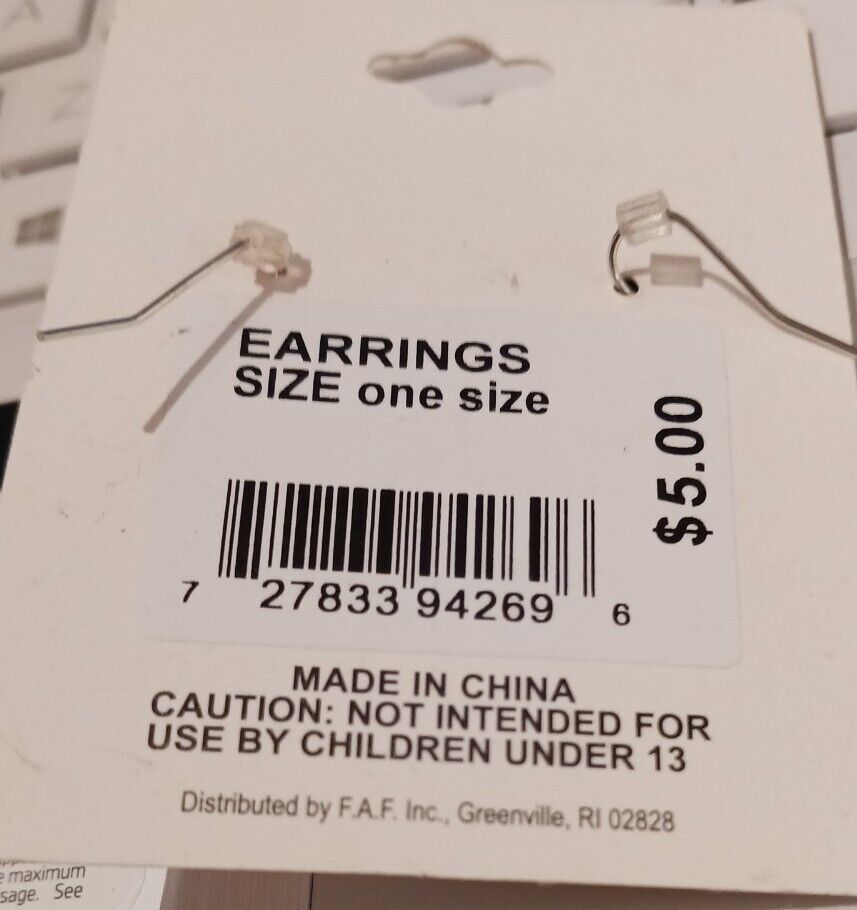 A
Z
EARRINGS
SIZE one size
$5.00
7 27833 94269 6
MADE IN CHINA
CAUTION: NOT INTENDED FOR
USE BY CHILDREN UNDER 13
Distributed by F.A.F. Inc., Greenville, RI 02828
maximum
See